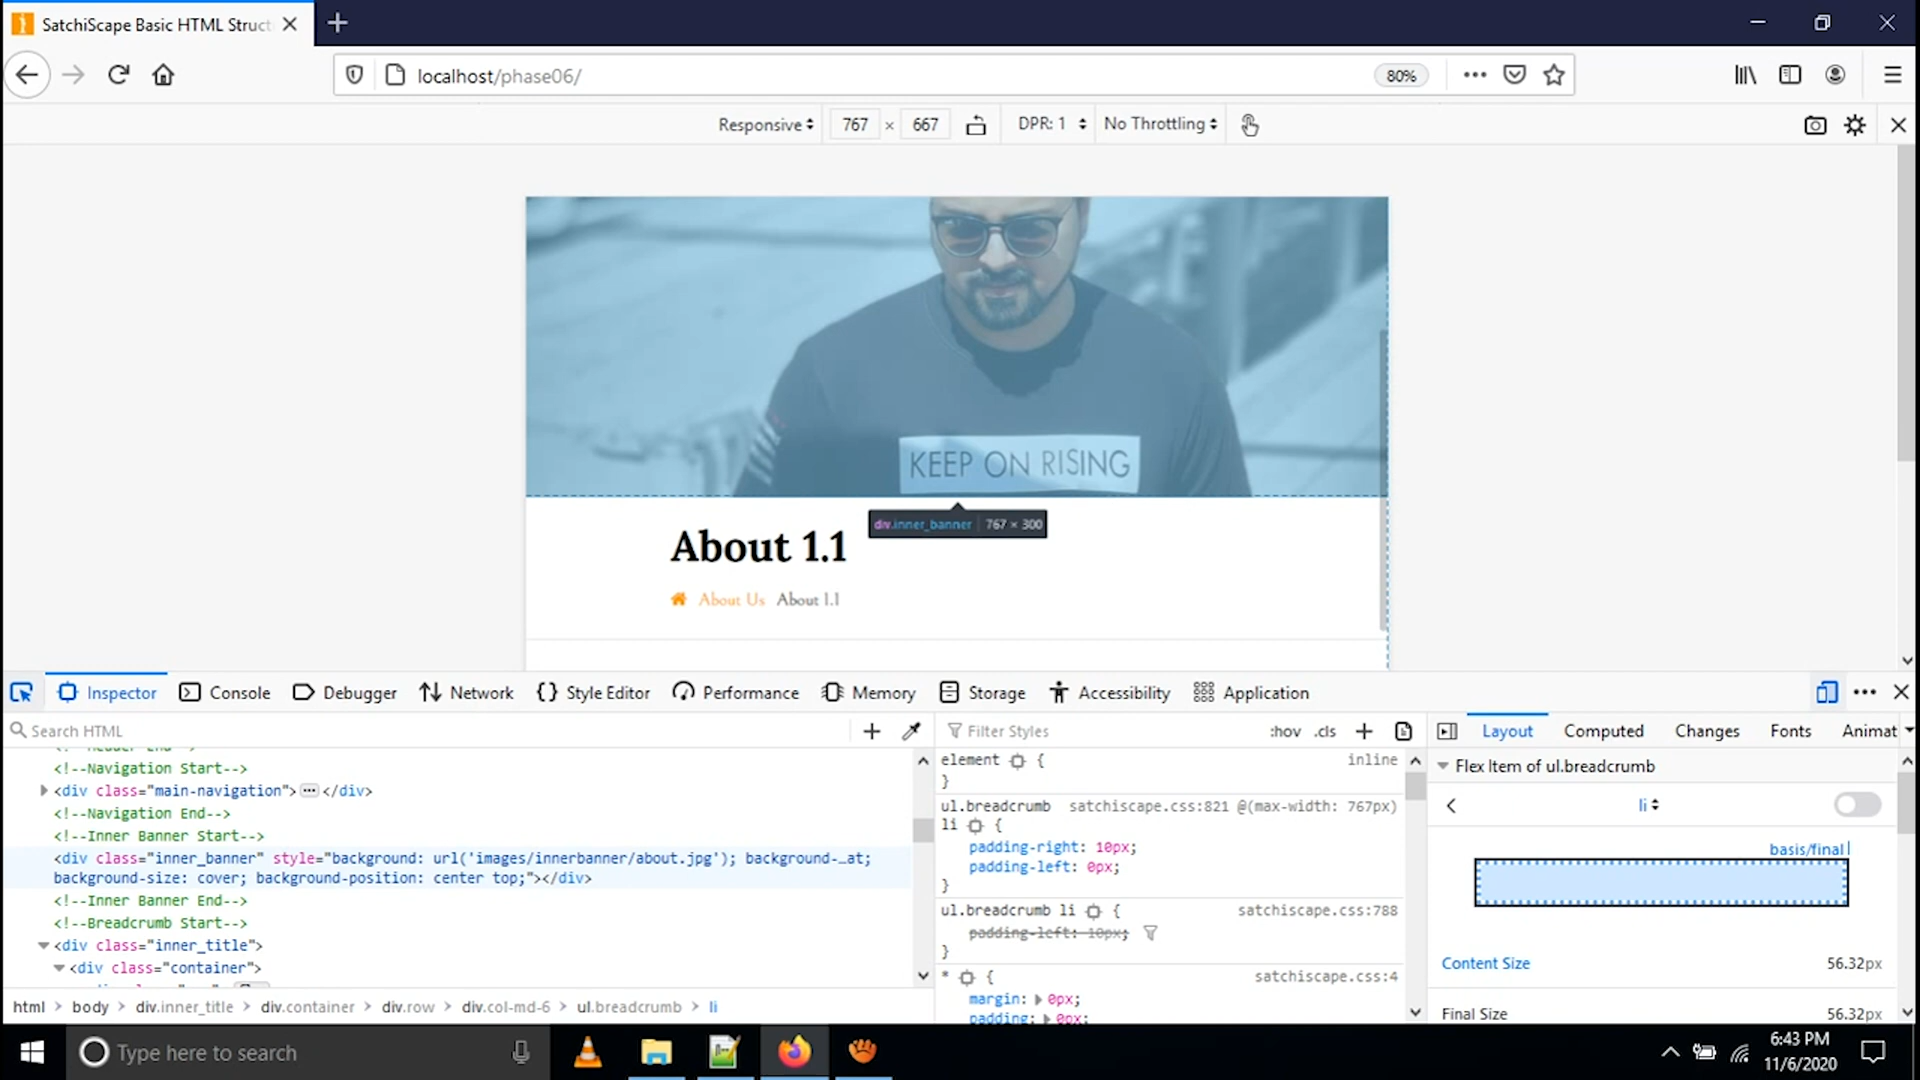 SatchiScape Basic HTML Struct
localhost/phase06/
80%
Responsive
767 × 667
DPR: 1
No Throttling
KEEP ON RISING
div.inner_banner 767 × 300
About 1.1
About Us About 1.1
Inspector
Console
Debugger
Network
{} Style Editor
Performance
Memory
Storage
Accessibility
Application
Search HTML
Filter Styles
:hov .cls
Layout
Computed
Changes
Fonts
Animat
<!--Header End-->
<!--Navigation Start-->
<div class="main-navigation"> </div>
<!--Navigation End-->
<!--Inner Banner Start-->
<div class="inner_banner" style="background: url('images/innerbanner/about.jpg'); background-…at;
background-size: cover; background-position: center top;"></div>
<!--Inner Banner End-->
<!--Breadcrumb Start-->
<div class="inner_title">
<div class="container">
html > body > div.inner_title > div.container > div.row > div.col-md-6 > ul.breadcrumb > li
element { inline
}
ul.breadcrumb satchiscape.css:821 @(max-width: 767px)
li {
padding-right: 10px;
padding-left: 0px;
}
ul.breadcrumb li { satchiscape.css:788
padding-left: 10px;
}
* { satchiscape.css:4
margin: 0px;
padding: 0px;
Flex Item of ul.breadcrumb
li
basis/final
Content Size 56.32px
Final Size 56.32px
Type here to search
6:43 PM
11/6/2020